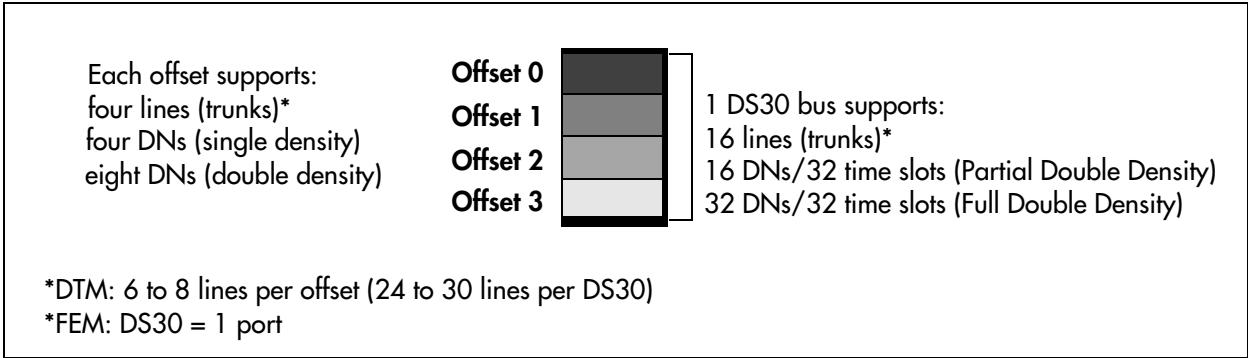 Each offset supports:
four lines (trunks)*
four DNs (single density)
eight DNs (double density)
Offset 0
Offset 1
Offset 2
Offset 3
1 DS30 bus supports:
16 lines (trunks)*
16 DNs/32 time slots (Partial Double Density)
32 DNs/32 time slots (Full Double Density)
*DTM: 6 to 8 lines per offset (24 to 30 lines per DS30)
*FEM: DS30 = 1 port